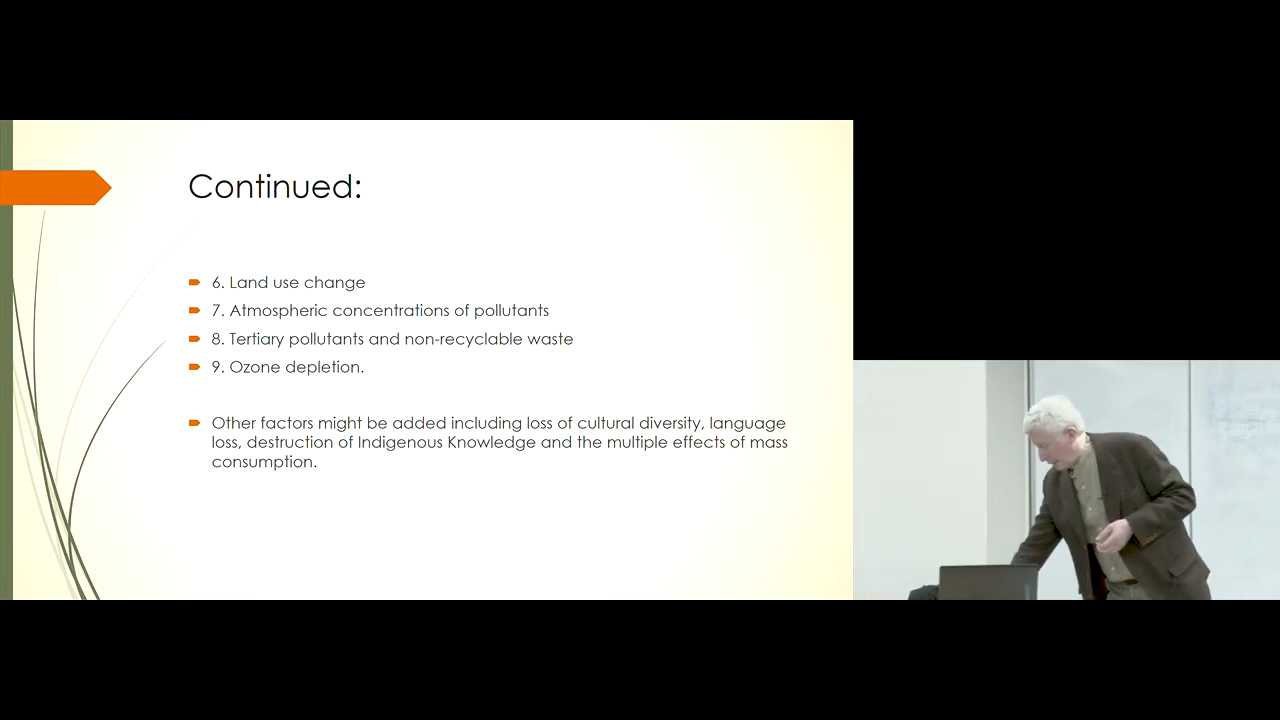 Continued:
6. Land use change
7. Atmospheric concentrations of pollutants
8. Tertiary pollutants and non-recyclable waste
9. Ozone depletion.
Other factors might be added including loss of cultural diversity, language
loss, destruction of Indigenous Knowledge and the multiple effects of mass
consumption.